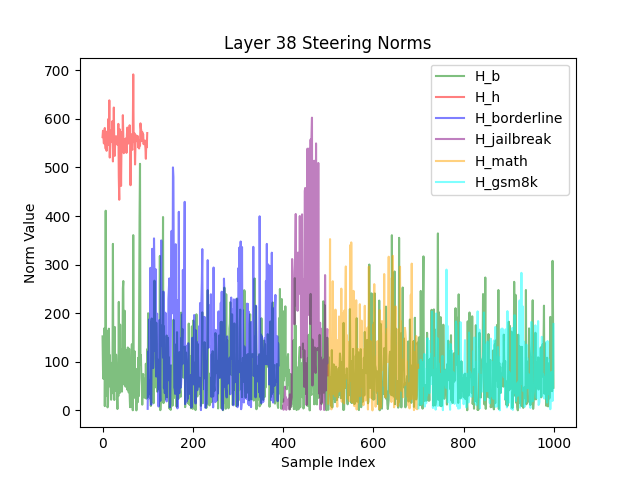 Layer 38 Steering Norms
Norm Value
700
600
500
400
300
200
100
0
H_b
H_h
H_borderline
H_jailbreak
H_math
H_gsm8k
0 200 400 600 800 1000
Sample Index